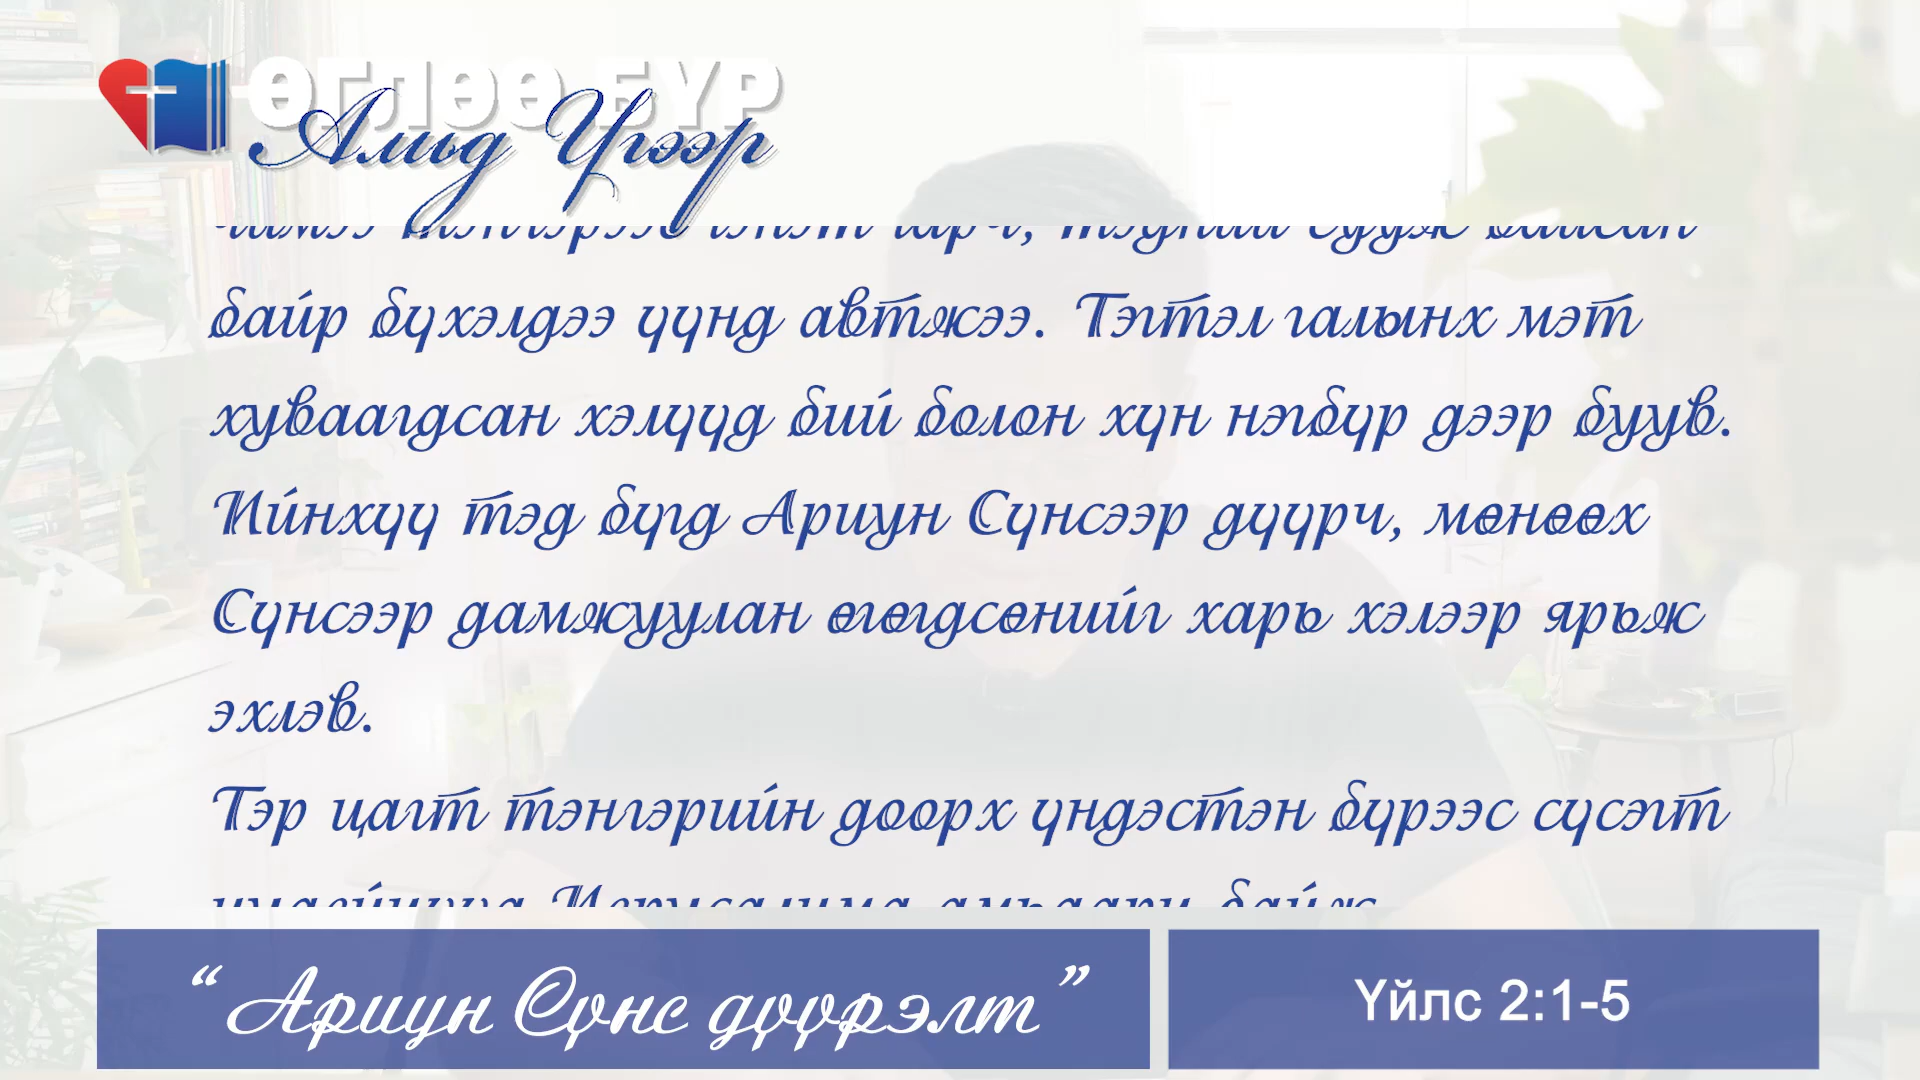 ӨГЛӨӨ БҮР
Амьд Үгээр
байр бүхэлдээ үүнд автжээ. Тэгтэл галынх мэт
хуваагдсан хэлүүд бий болон хүн нэгбүр дээр буув.
Ийнхүү тэд бүгд Ариун Сүнсээр дүүрч, мөнөөх
Сүнсээр дамжуулан өгөгдсөнийг харь хэлээр ярьж
эхлэв.
Тэр цагт тэнгэрийн доорх үндэстэн бүрээс сүсэгт
“Ариун Сүнс дүүрэлт”
Үйлс 2:1-5